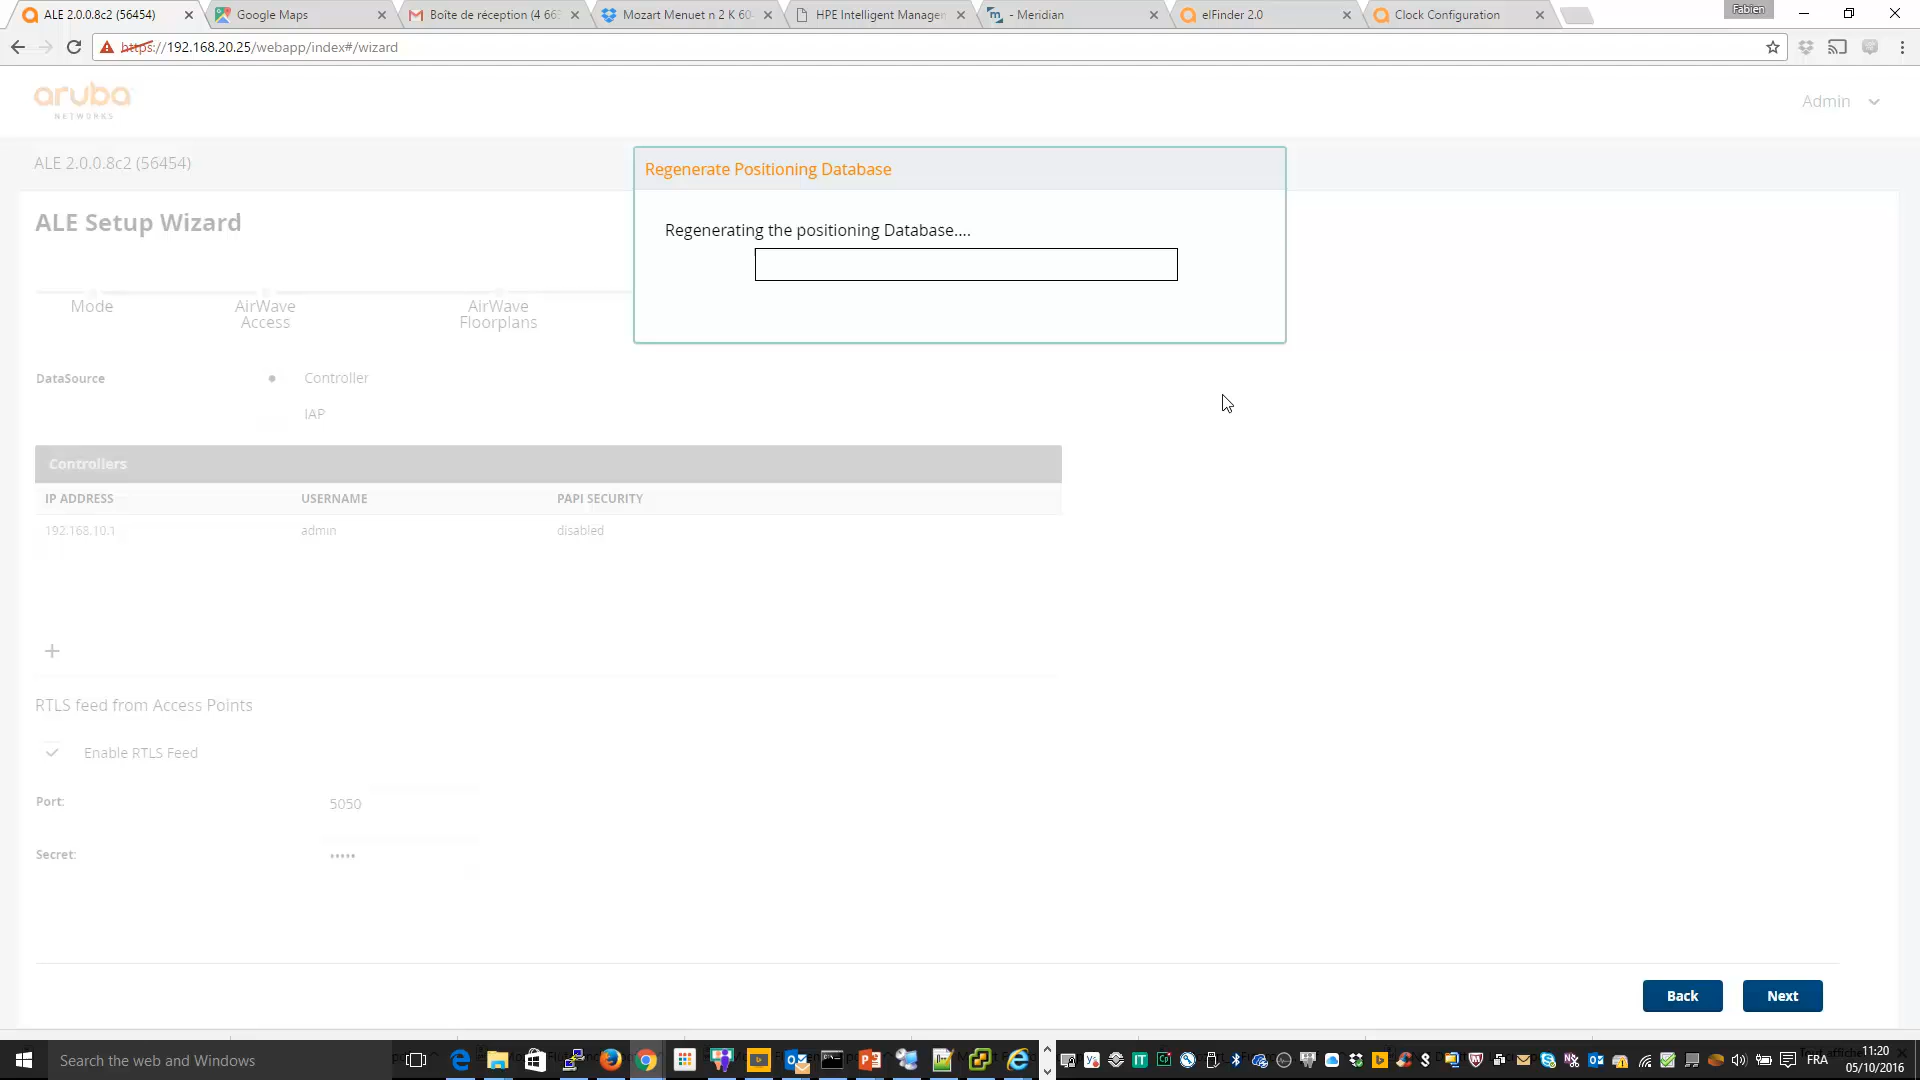 ALE 2.0.0.8c2 (56454)
Google Maps
Boîte de réception (4 66
Mozart Menuet n 2 K 60
HPE Intelligent Managem
- Meridian
elFinder 2.0
Clock Configuration
Fabien
https://192.168.20.25/webapp/index#/wizard
aruba
NETWORKS
Admin
ALE 2.0.0.8c2 (56454)
Regenerate Positioning Database
Regenerating the positioning Database....
ALE Setup Wizard
Mode
AirWave
Access
AirWave
Floorplans
DataSource
Controller
IAP
Controllers
IP ADDRESS USERNAME PAPI SECURITY
192.168.10.1 admin disabled
RTLS feed from Access Points
Enable RTLS Feed
Port: 5050
Secret: •••••
Back
Next
Search the web and Windows
FRA
11:20
05/10/2016